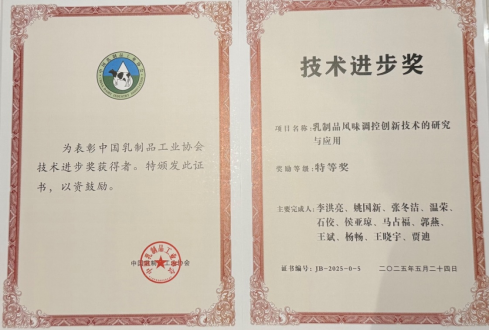 为表彰中国乳制品工业协会
技术进步奖获得者。特颁发此证
书，以资鼓励。
中国乳制品工业协会
技术进步奖
项目名称：乳制品风味调控创新技术的研究
与应用
奖励等级：特等奖
主要完成人：李洪亮、姚国新、张冬洁、温荣、
石佼、侯亚琼、马占福、郭燕、
王斌、杨畅、王晓宇、贾迪
证书编号：JB-2025-0-5
二〇二五年五月二十四日